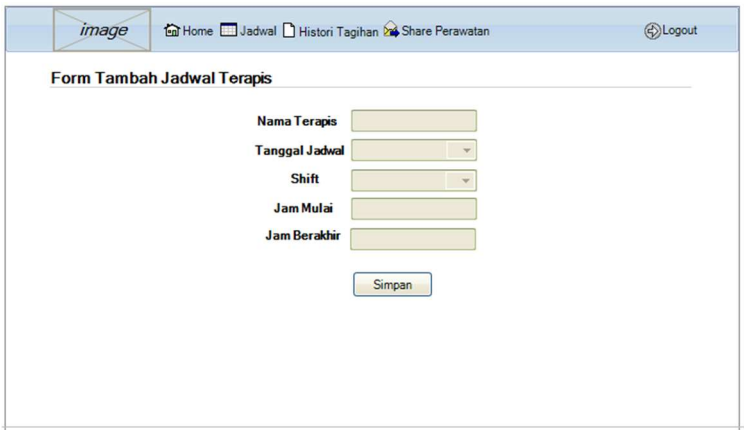 image Home Jadwal Histori Tagihan Share Perawatan Logout
Form Tambah Jadwal Terapis
Nama Terapis
Tanggal Jadwal
Shift
Jam Mulai
Jam Berakhir
Simpan